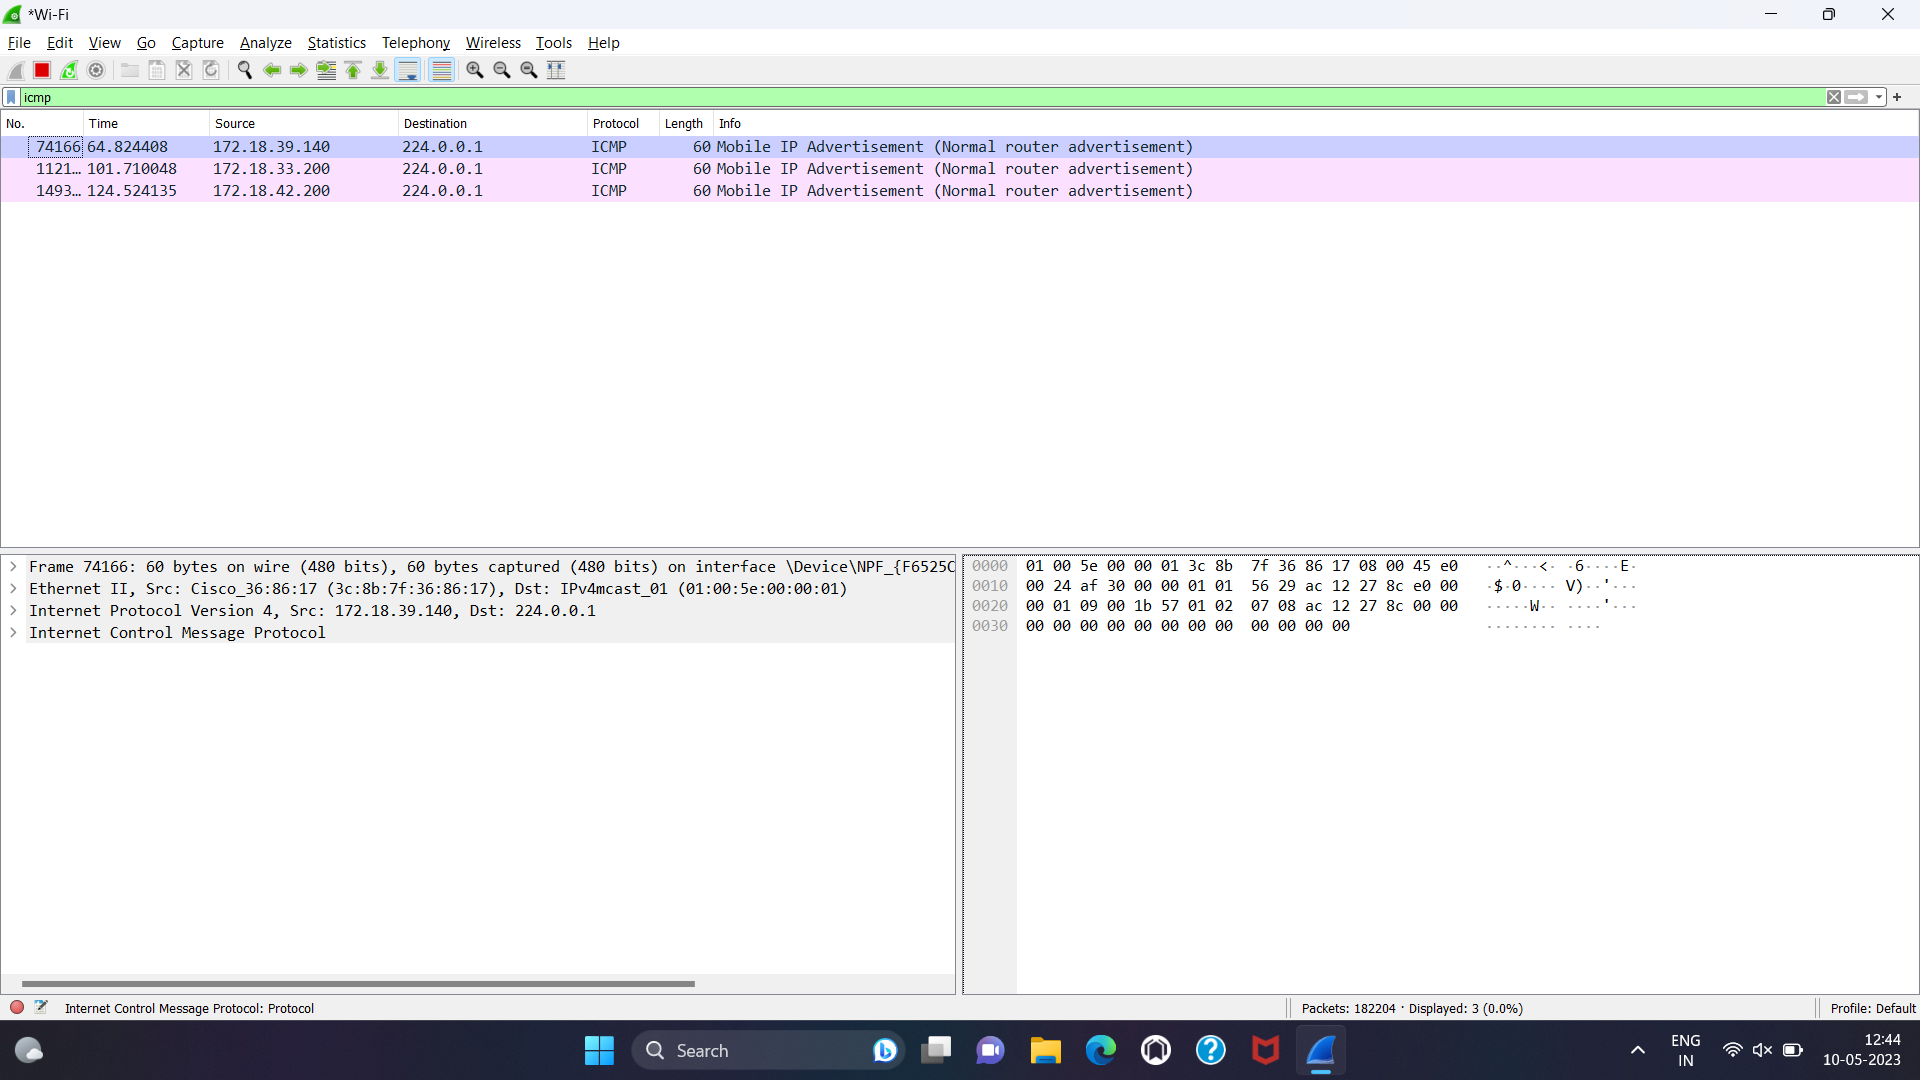 *Wi-Fi
File Edit View Go Capture Analyze Statistics Telephony Wireless Tools Help
icmp
No. Time Source Destination Protocol Length Info
74166 64.824408 172.18.39.140 224.0.0.1 ICMP 60 Mobile IP Advertisement (Normal router advertisement)
1121… 101.710048 172.18.33.200 224.0.0.1 ICMP 60 Mobile IP Advertisement (Normal router advertisement)
1493… 124.524135 172.18.42.200 224.0.0.1 ICMP 60 Mobile IP Advertisement (Normal router advertisement)
Frame 74166: 60 bytes on wire (480 bits), 60 bytes captured (480 bits) on interface \Device\NPF_{F6525C
Ethernet II, Src: Cisco_36:86:17 (3c:8b:7f:36:86:17), Dst: IPv4mcast_01 (01:00:5e:00:00:01)
Internet Protocol Version 4, Src: 172.18.39.140, Dst: 224.0.0.1
Internet Control Message Protocol
0000 01 00 5e 00 00 01 3c 8b 7f 36 86 17 08 00 45 e0 ··^···<· ·6····E·
0010 00 24 af 30 00 00 01 01 56 29 ac 12 27 8c e0 00 ·$·0···· V)··'···
0020 00 01 09 00 1b 57 01 02 07 08 ac 12 27 8c 00 00 ·····W·· ····'···
0030 00 00 00 00 00 00 00 00 00 00 00 00 ········ ····
Internet Control Message Protocol: Protocol
Packets: 182204 · Displayed: 3 (0.0%)
Profile: Default
Search
ENG
IN
12:44
10-05-2023